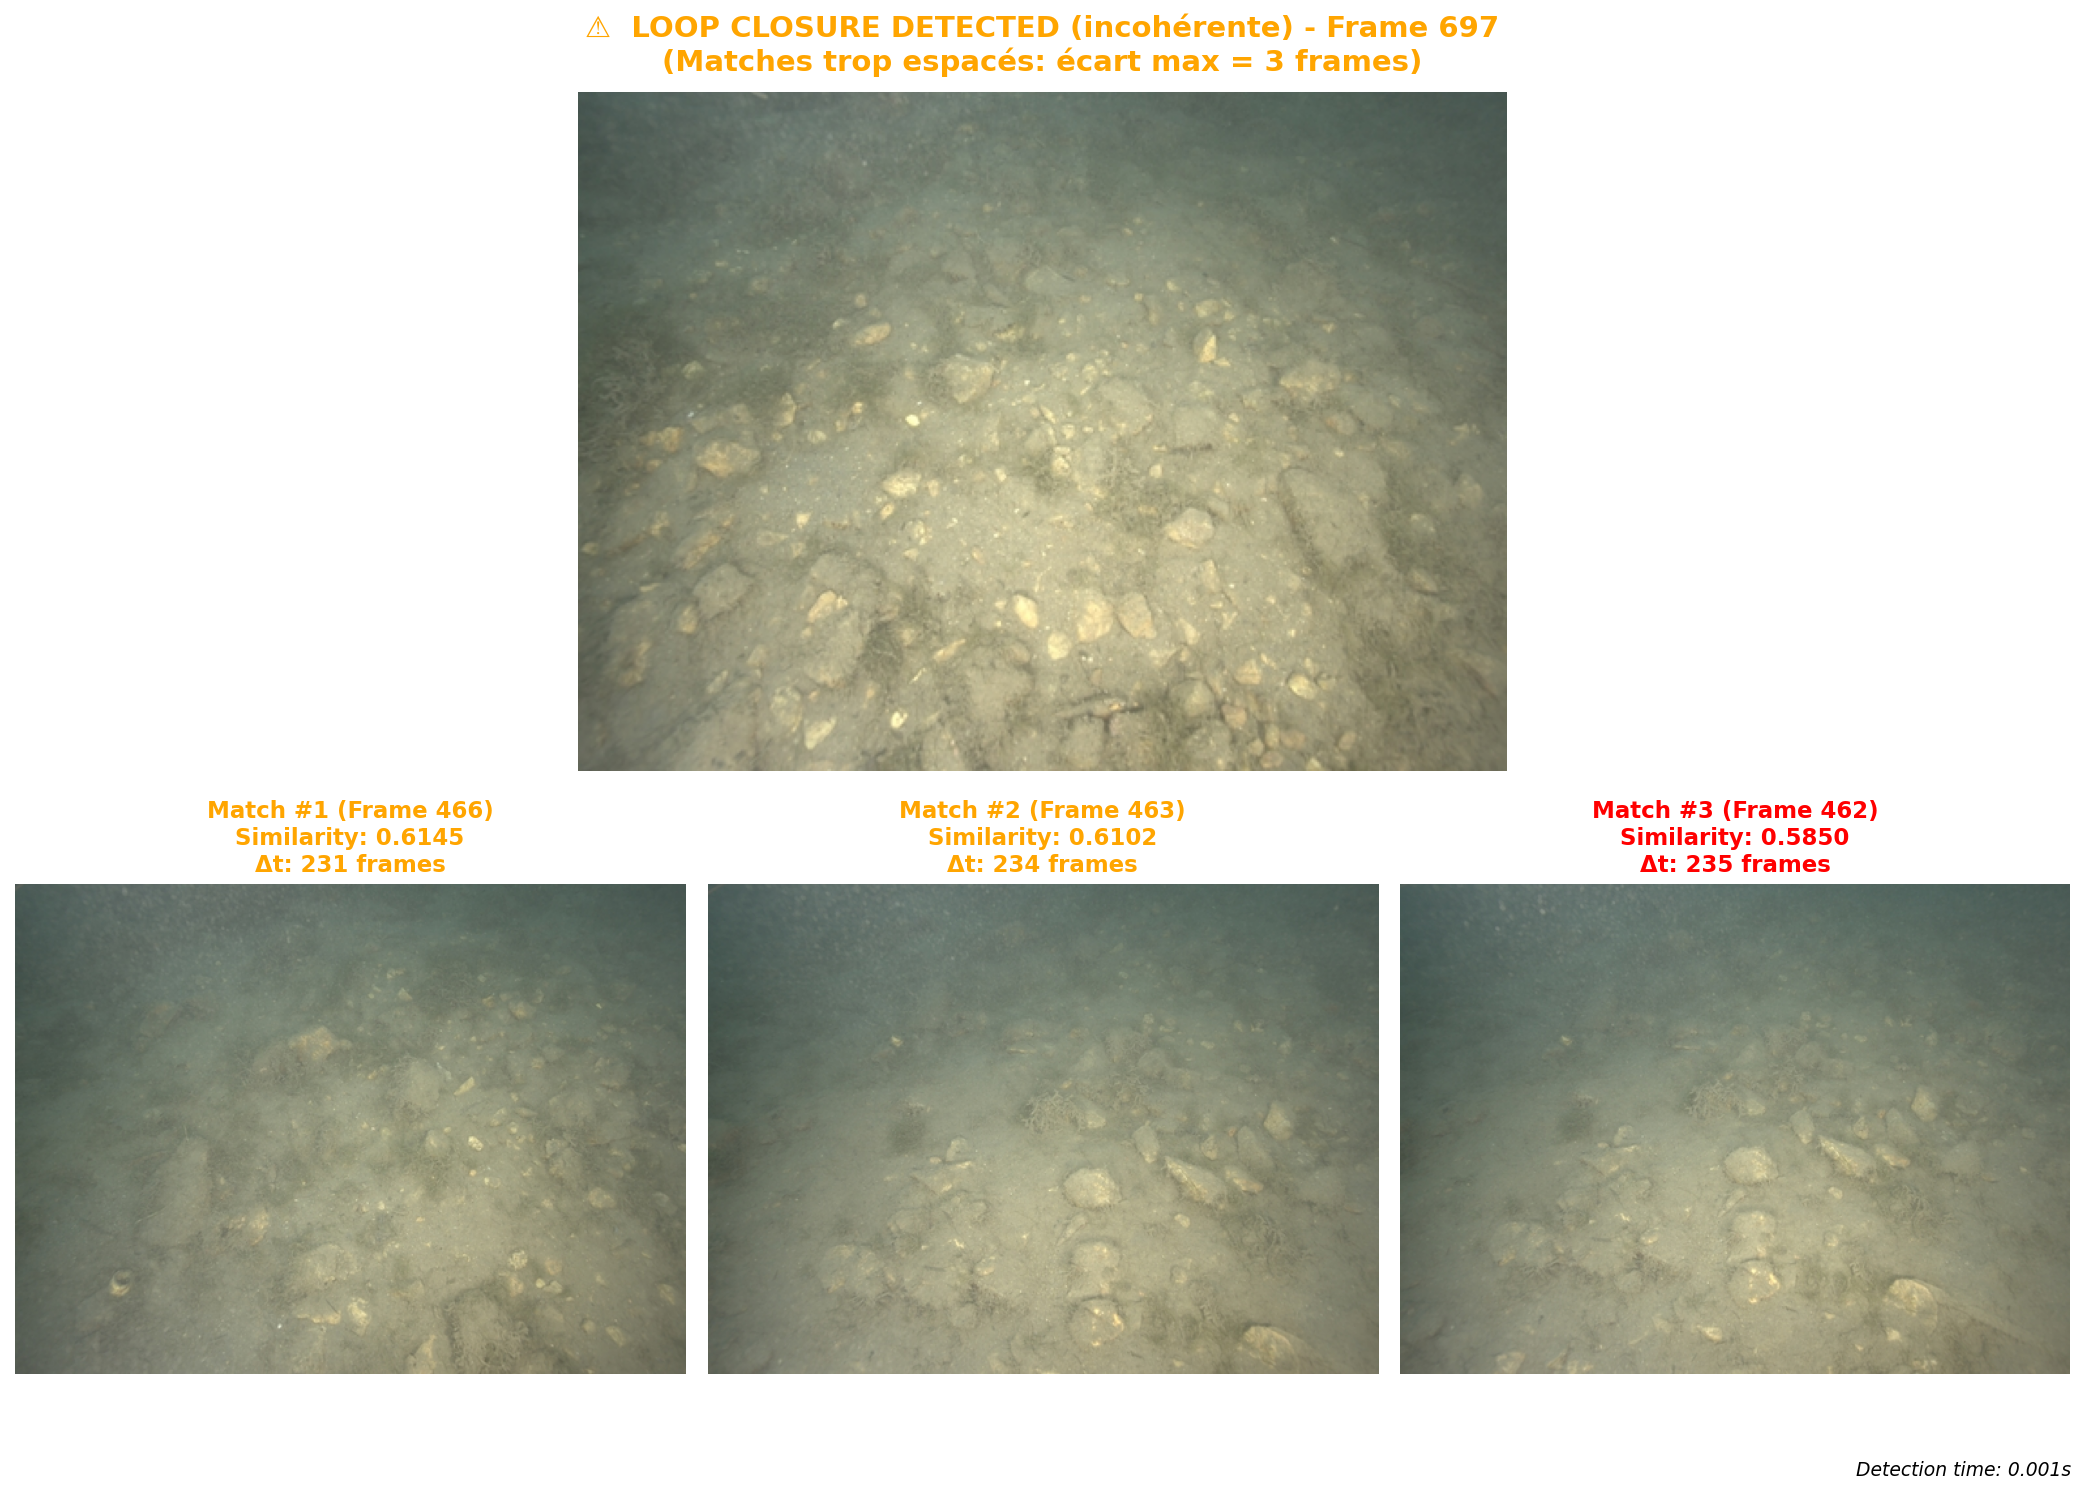 ⚠ LOOP CLOSURE DETECTED (incohérente) - Frame 697
(Matches trop espacés: écart max = 3 frames)
Match #1 (Frame 466)
Similarity: 0.6145
Δt: 231 frames
Match #2 (Frame 463)
Similarity: 0.6102
Δt: 234 frames
Match #3 (Frame 462)
Similarity: 0.5850
Δt: 235 frames
Detection time: 0.001s